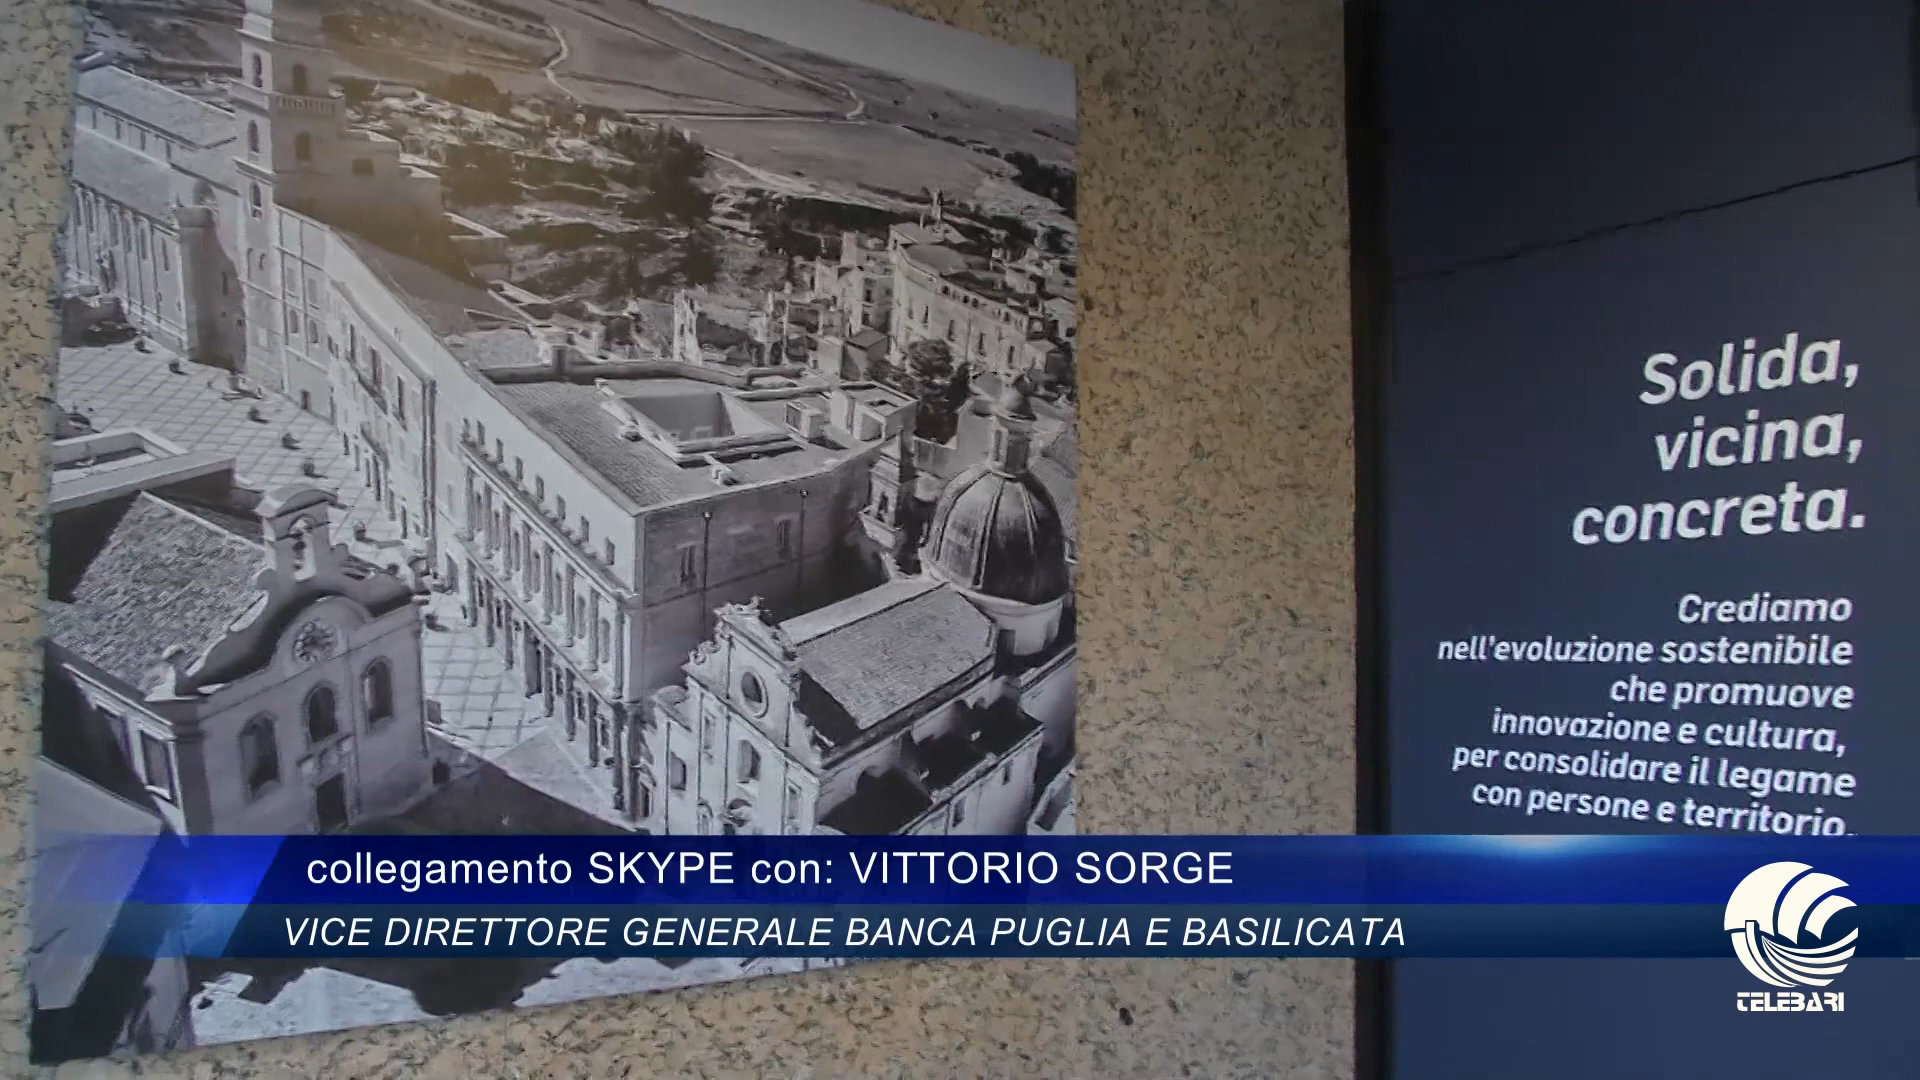 Solida,
vicina,
concreta.
Crediamo
nell'evoluzione sostenibile
che promuove
innovazione e cultura,
per consolidare il legame
con persone e territorio.
collegamento SKYPE con: VITTORIO SORGE
VICE DIRETTORE GENERALE BANCA PUGLIA E BASILICATA
TELEBARI